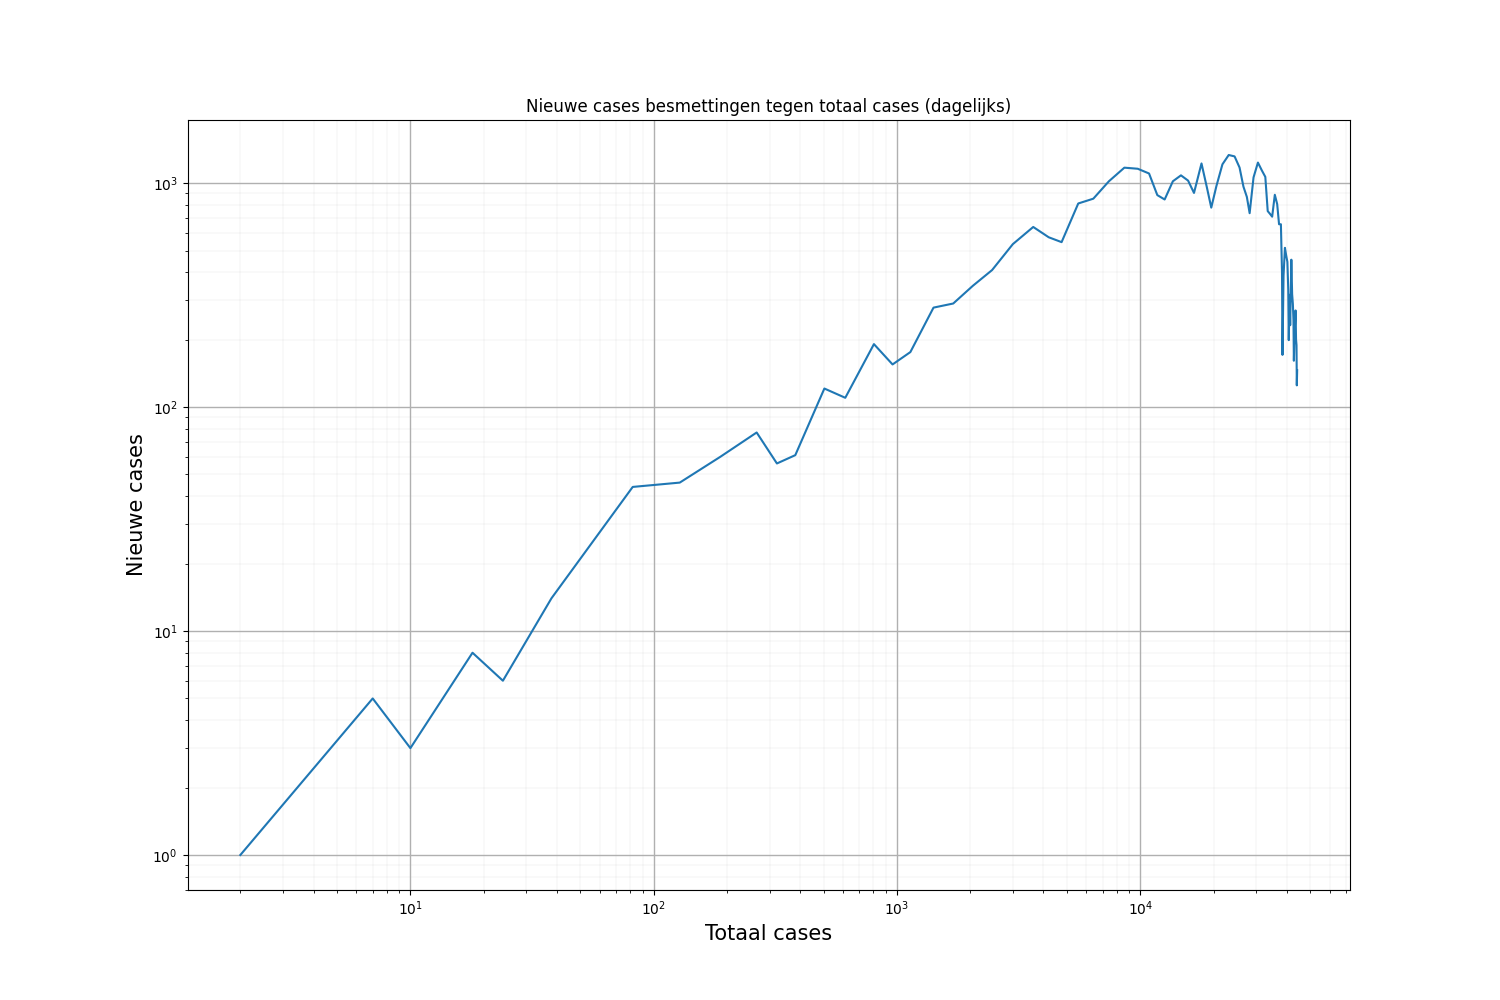 Nieuwe cases besmettingen tegen totaal cases (dagelijks)
10³
10²
10¹
10⁰
Nieuwe cases
10¹ 10² 10³ 10⁴
Totaal cases